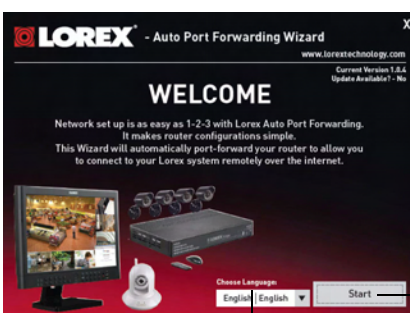 LOREX - Auto Port Forwarding Wizard X
www.lorextechnology.com
Current Version 1.0.4
Update Available? - No
WELCOME
Network set up is as easy as 1-2-3 with Lorex Auto Port Forwarding.
It makes router configurations simple.
This Wizard will automatically port-forward your router to allow you
to connect to your Lorex system remotely over the internet.
Choose Language:
English | English
Start